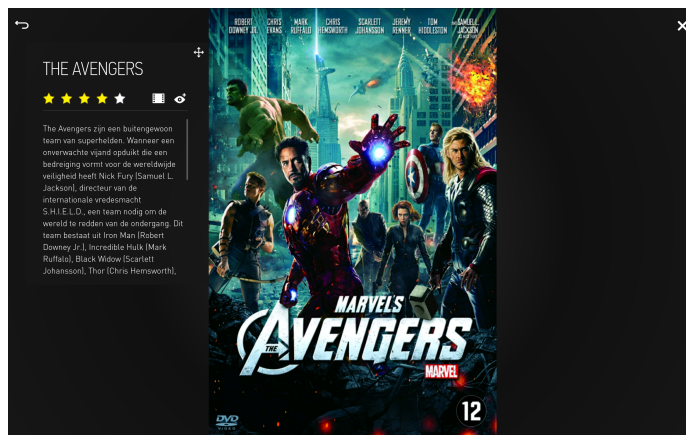 THE AVENGERS
The Avengers zijn een buitengewoon
team van superhelden. Wanneer een
onverwachte vijand opduikt die een
bedreiging vormt voor de wereldwijde
veiligheid heeft Nick Fury (Samuel L.
Jackson), directeur van de
internationale vredesmacht
S.H.I.E.L.D., een team nodig om de
wereld te redden van de ondergang. Dit
team bestaat uit Iron Man (Robert
Downey Jr.), Incredible Hulk (Mark
Ruffalo), Black Widow (Scarlett
Johansson), Thor (Chris Hemsworth),
ROBERT DOWNEY JR. CHRIS EVANS MARK RUFFALO CHRIS HEMSWORTH SCARLETT JOHANSSON JEREMY RENNER TOM HIDDLESTON AND SAMUEL L. JACKSON
MARVEL'S
THE AVENGERS
MARVEL
12
DVD
VIDEO